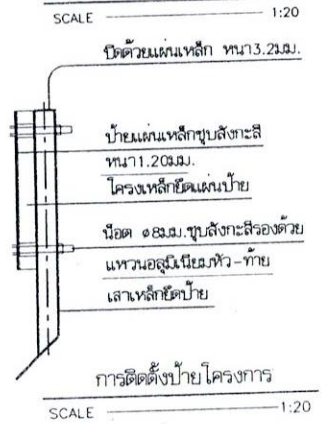 SCALE 1:20
ปิดด้วยแผ่นเหล็ก หนา3.2มม.
ป้ายแผ่นเหล็กชุบสังกะสี
หนา1.20มม.
โครงเหล็กยึดแผ่นป้าย
น๊อต ø8มม.ชุบสังกะสีรองด้วย
แหวนอลูมิเนียมหัว-ท้าย
เสาเหล็กยึดป้าย
การติดตั้งป้ายโครงการ
SCALE 1:20